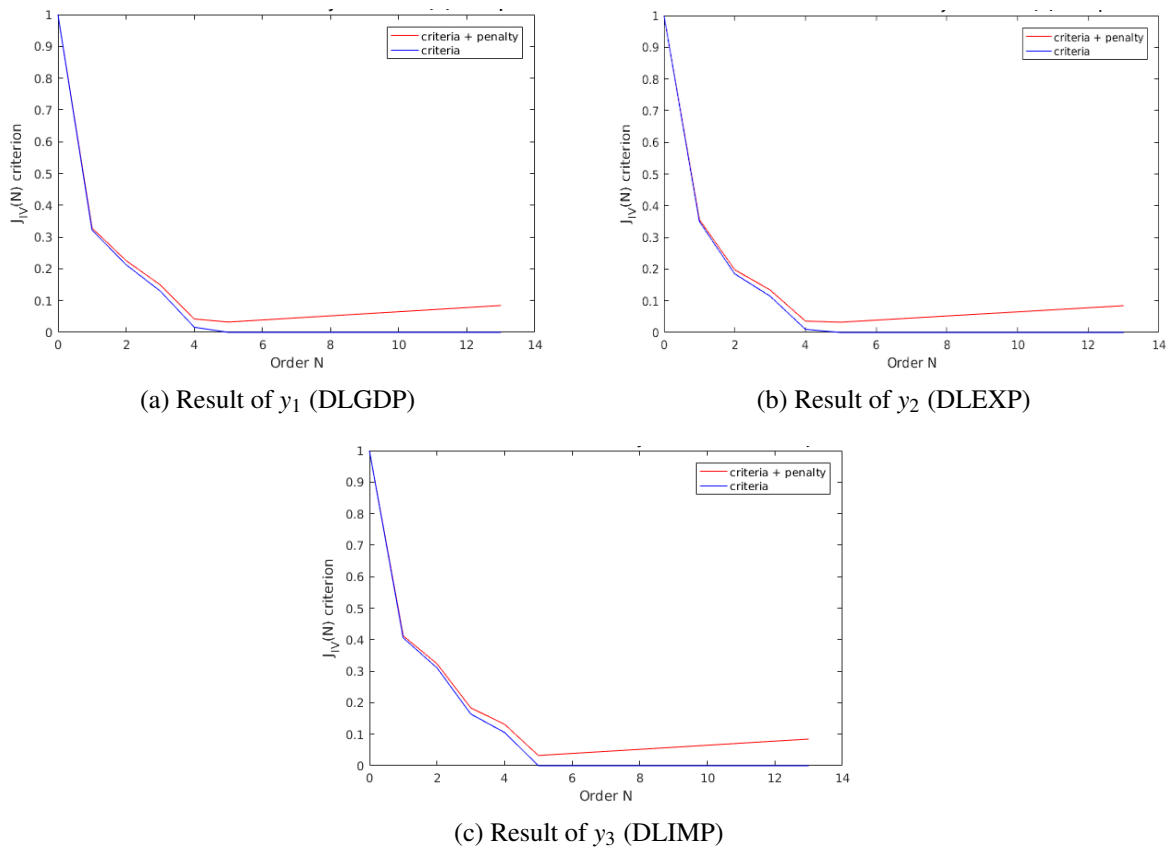 criteria + penalty
criteria
1
0.9
0.8
0.7
0.6
0.5
0.4
0.3
0.2
0.1
0
J_IV(N) criterion
0 2 4 6 8 10 12 14
Order N
(a) Result of y1 (DLGDP)
criteria + penalty
criteria
1
0.9
0.8
0.7
0.6
0.5
0.4
0.3
0.2
0.1
0
J_IV(N) criterion
0 2 4 6 8 10 12 14
Order N
(b) Result of y2 (DLEXP)
criteria + penalty
criteria
1
0.9
0.8
0.7
0.6
0.5
0.4
0.3
0.2
0.1
0
J_IV(N) criterion
0 2 4 6 8 10 12 14
Order N
(c) Result of y3 (DLIMP)